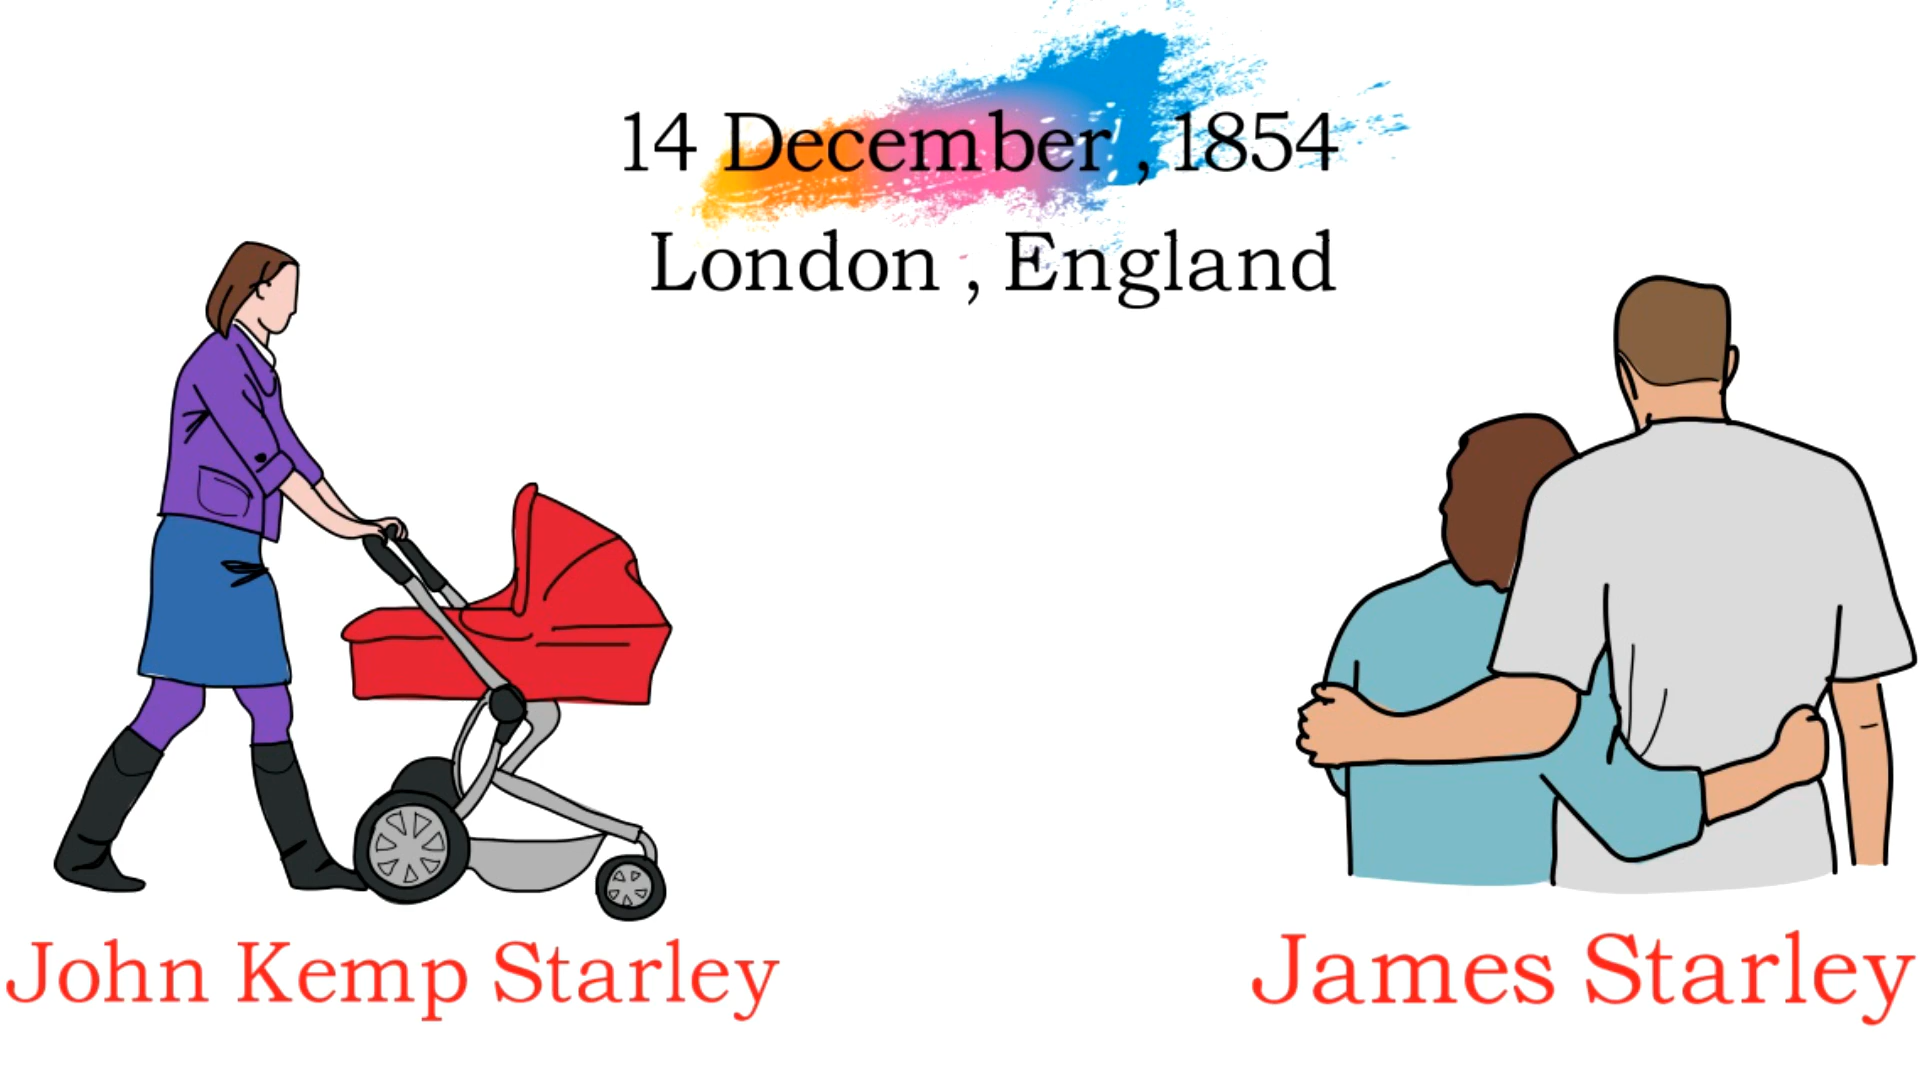 14 December , 1854
London , England
John Kemp Starley
James Starley